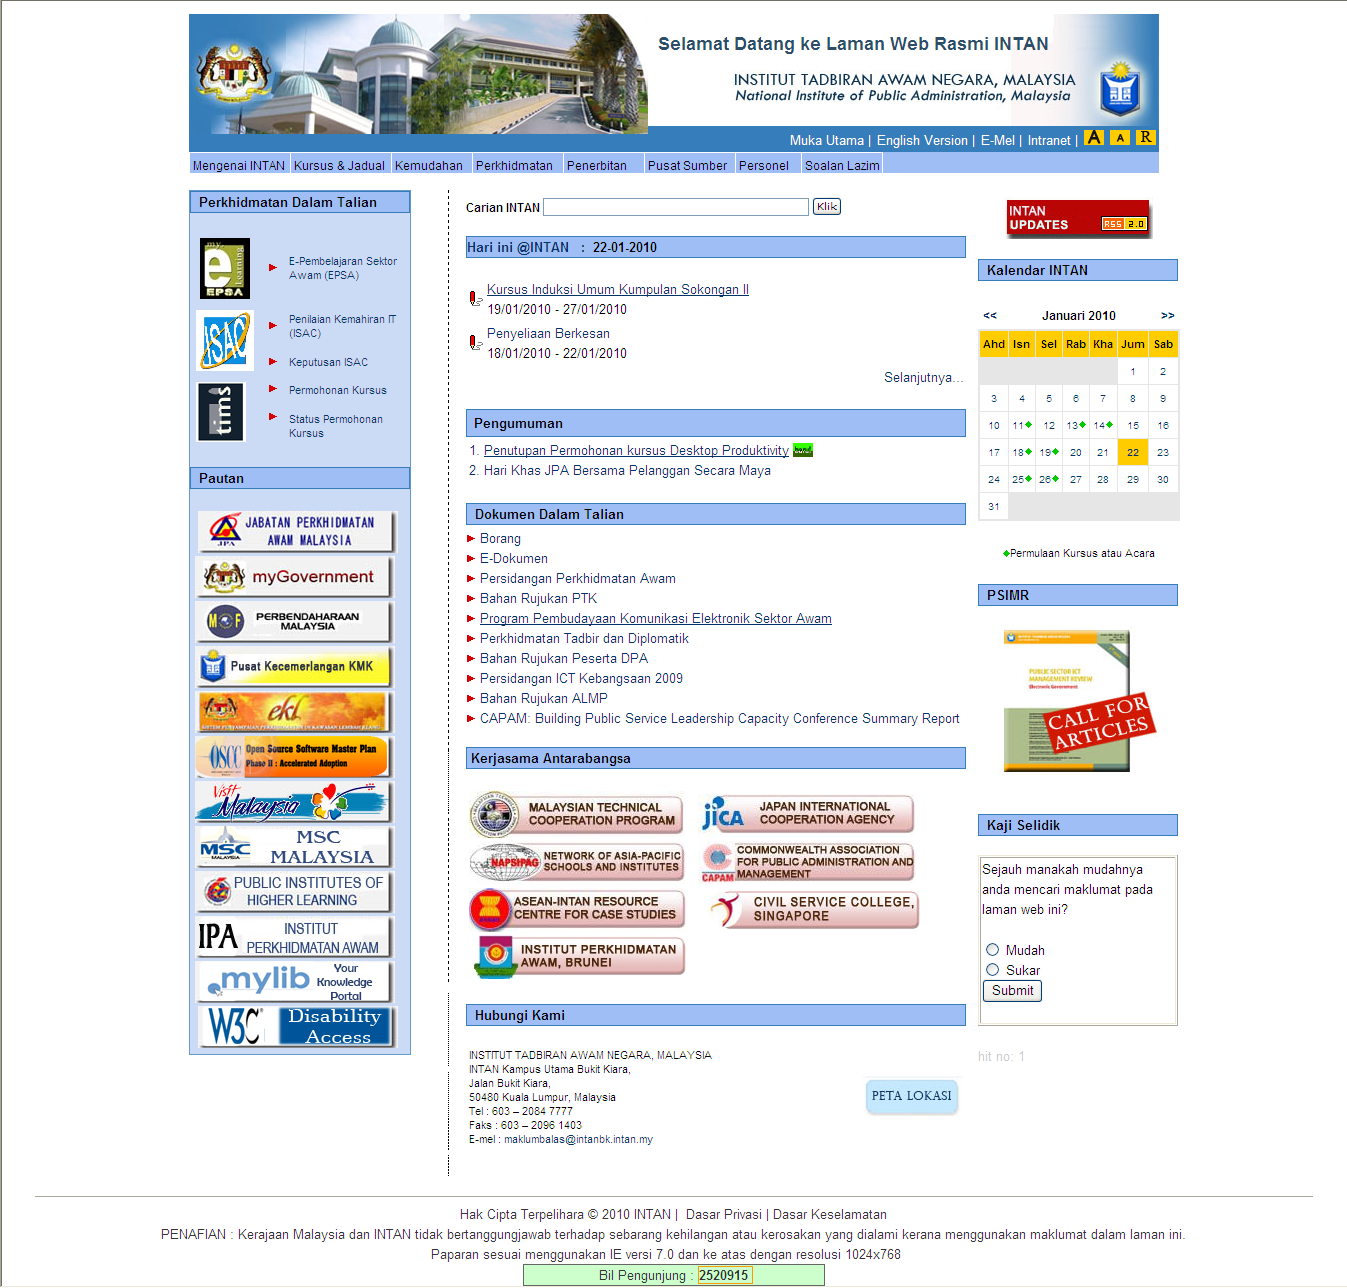 Selamat Datang ke Laman Web Rasmi INTAN
INSTITUT TADBIRAN AWAM NEGARA, MALAYSIA
National Institute of Public Administration, Malaysia
Muka Utama | English Version | E-Mel | Intranet | A A R
Mengenai INTAN Kursus & Jadual Kemudahan Perkhidmatan Penerbitan Pusat Sumber Personel Soalan Lazim
Perkhidmatan Dalam Talian
my
e
Learning
EPSA
E-Pembelajaran Sektor
Awam (EPSA)
ISAC
Penilaian Kemahiran IT
(ISAC)
Keputusan ISAC
tims
Permohonan Kursus
Status Permohonan
Kursus
Pautan
JPA
JABATAN PERKHIDMATAN
AWAM MALAYSIA
myGovernment
MOF
PERBENDAHARAAN
MALAYSIA
Pusat Kecemerlangan KMK
ekl
OSCC
Open Source Software Master Plan
Phase II : Accelerated Adoption
Visit
Malaysia
MSC
MALAYSIA
MSC
MALAYSIA
PUBLIC INSTITUTES OF
HIGHER LEARNING
IPA
INSTITUT
PERKHIDMATAN AWAM
mylib
Your
Knowledge
Portal
W3C
Disability
Access
Carian INTAN Klik
Hari ini @INTAN : 22-01-2010
Kursus Induksi Umum Kumpulan Sokongan II
19/01/2010 - 27/01/2010
Penyeliaan Berkesan
18/01/2010 - 22/01/2010
Selanjutnya...
Pengumuman
1. Penutupan Permohonan kursus Desktop Productivity
2. Hari Khas JPA Bersama Pelanggan Secara Maya
Dokumen Dalam Talian
Borang
E-Dokumen
Persidangan Perkhidmatan Awam
Bahan Rujukan PTK
Program Pembudayaan Komunikasi Elektronik Sektor Awam
Perkhidmatan Tadbir dan Diplomatik
Bahan Rujukan Peserta DPA
Persidangan ICT Kebangsaan 2009
Bahan Rujukan ALMP
CAPAM: Building Public Service Leadership Capacity Conference Summary Report
Kerjasama Antarabangsa
MALAYSIAN TECHNICAL
COOPERATION PROGRAM
jICA
JAPAN INTERNATIONAL
COOPERATION AGENCY
NAPSIPAG
NETWORK OF ASIA-PACIFIC
SCHOOLS AND INSTITUTES
CAPAM
COMMONWEALTH ASSOCIATION
FOR PUBLIC ADMINISTRATION AND
MANAGEMENT
ASEAN-INTAN RESOURCE
CENTRE FOR CASE STUDIES
CIVIL SERVICE COLLEGE,
SINGAPORE
INSTITUT PERKHIDMATAN
AWAM, BRUNEI
Hubungi Kami
INSTITUT TADBIRAN AWAM NEGARA, MALAYSIA
INTAN Kampus Utama Bukit Kiara,
Jalan Bukit Kiara,
50480 Kuala Lumpur, Malaysia
Tel : 603 – 2084 7777
Faks : 603 – 2096 1403
E-mel : maklumbalas@intanbk.intan.my
PETA LOKASI
INTAN
UPDATES
RSS 2.0
Kalendar INTAN
<< Januari 2010 >>
Ahd Isn Sel Rab Kha Jum Sab
1 2
3 4 5 6 7 8 9
10 11 12 13 14 15 16
17 18 19 20 21 22 23
24 25 26 27 28 29 30
31
Permulaan Kursus atau Acara
PSIMR
PUBLIC SECTOR ICT
MANAGEMENT REVIEW
Electronic Government
CALL FOR
ARTICLES
Kaji Selidik
Sejauh manakah mudahnya
anda mencari maklumat pada
laman web ini?
Mudah
Sukar
Submit
hit no: 1
Hak Cipta Terpelihara © 2010 INTAN | Dasar Privasi | Dasar Keselamatan
PENAFIAN : Kerajaan Malaysia dan INTAN tidak bertanggungjawab terhadap sebarang kehilangan atau kerosakan yang dialami kerana menggunakan maklumat dalam laman ini.
Paparan sesuai menggunakan IE versi 7.0 dan ke atas dengan resolusi 1024x768
Bil Pengunjung : 2520915